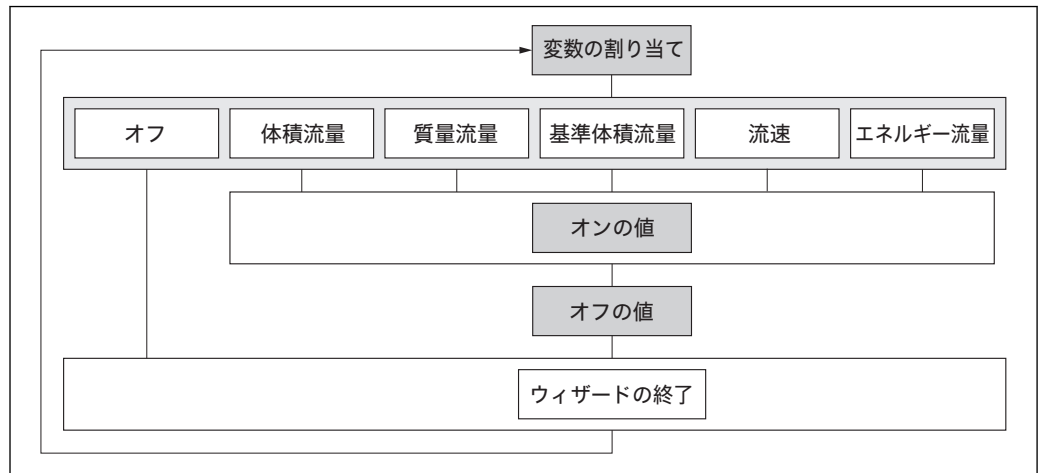 変数の割り当て
オフ
体積流量
質量流量
基準体積流量
流速
エネルギー流量
オンの値
オフの値
ウィザードの終了